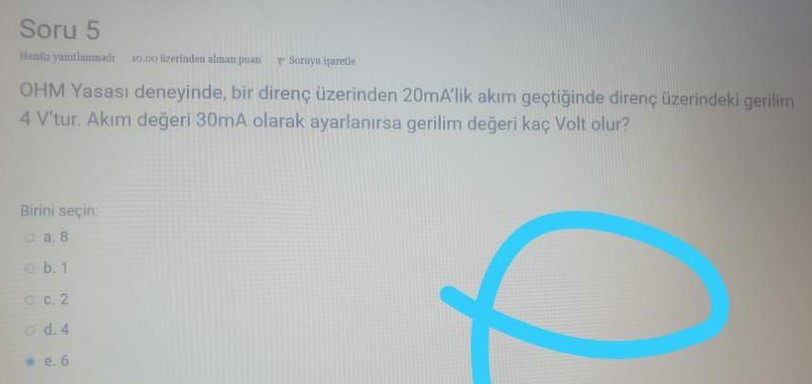 Soru 5
Henüz yanıtlanmadı 10.00 üzerinden alınan puan Soruyu işaretle
OHM Yasası deneyinde, bir direnç üzerinden 20mA'lik akım geçtiğinde direnç üzerindeki gerilim
4 V'tur. Akım değeri 30mA olarak ayarlanırsa gerilim değeri kaç Volt olur?
Birini seçin:
a. 8
b. 1
c. 2
d. 4
e. 6